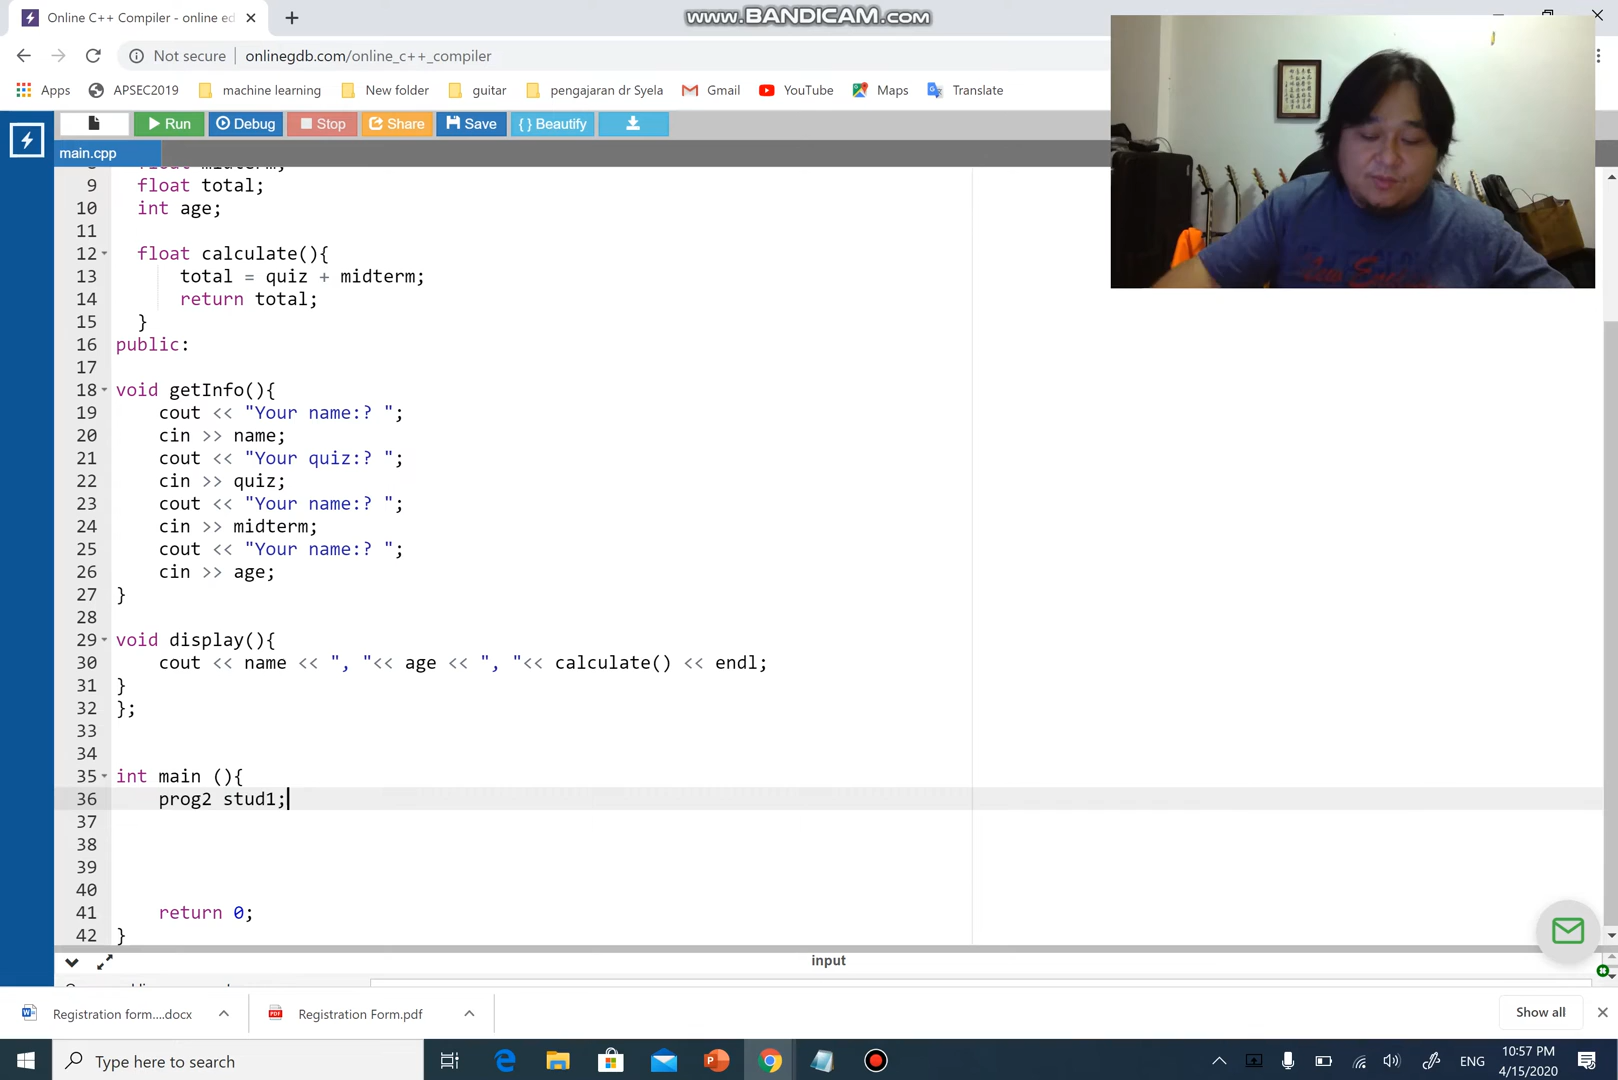 Online C++ Compiler - online ed
www.BANDICAM.com
Not secure
onlinegdb.com/online_c++_compiler
Apps
APSEC2019
machine learning
New folder
guitar
pengajaran dr Syela
Gmail
YouTube
Maps
Translate
Run
Debug
Stop
Share
Save
{ } Beautify
main.cpp
9 float total;
10 int age;
11
12 float calculate(){
13 total = quiz + midterm;
14 return total;
15 }
16 public:
17
18 void getInfo(){
19 cout << "Your name:? ";
20 cin >> name;
21 cout << "Your quiz:? ";
22 cin >> quiz;
23 cout << "Your name:? ";
24 cin >> midterm;
25 cout << "Your name:? ";
26 cin >> age;
27 }
28
29 void display(){
30 cout << name << ", "<< age << ", "<< calculate() << endl;
31 }
32 };
33
34
35 int main (){
36 prog2 stud1;
37
38
39
40
41 return 0;
42 }
input
Registration form....docx
Registration Form.pdf
Show all
Type here to search
ENG
10:57 PM
4/15/2020